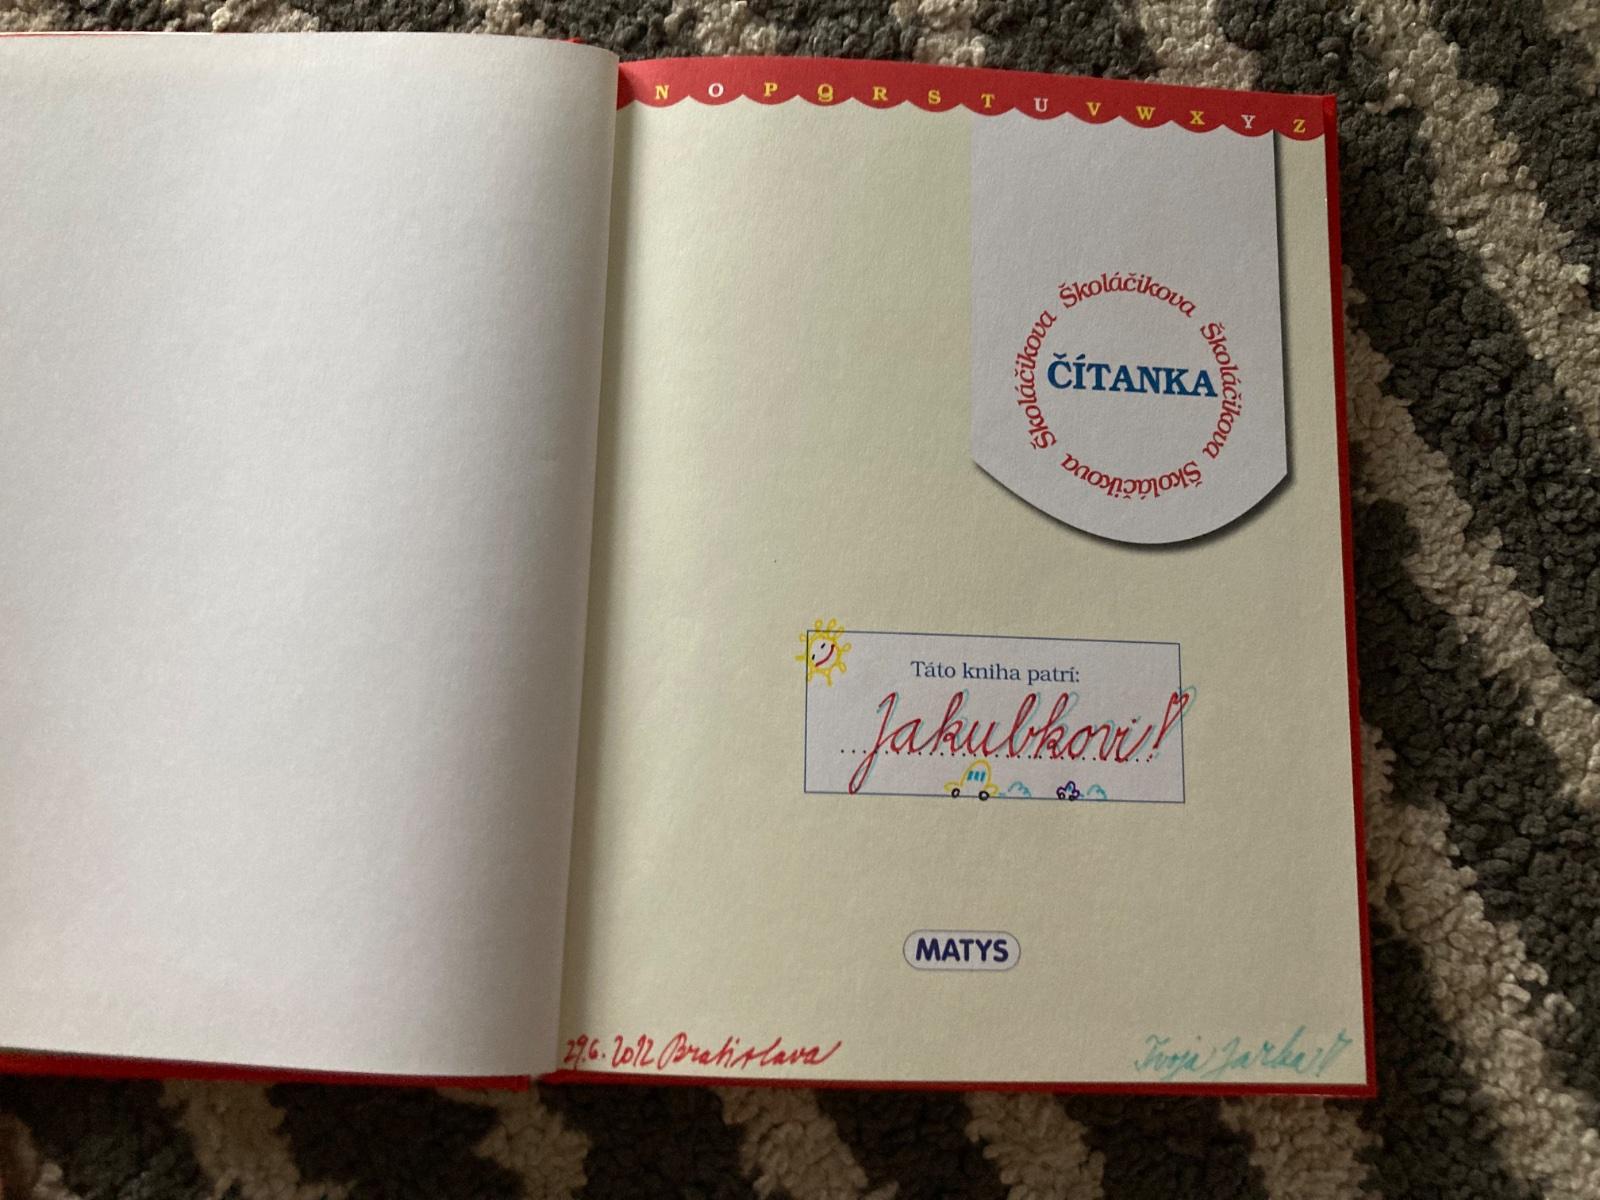 N O P Q R S T U V W X Y Z
Školáčikova Školáčikova Školáčikova Školáčikova
ČÍTANKA
Táto kniha patrí:
Jakubkovi!
MATYS
29.6. 2012 Bratislava
Tvoja Jarka!